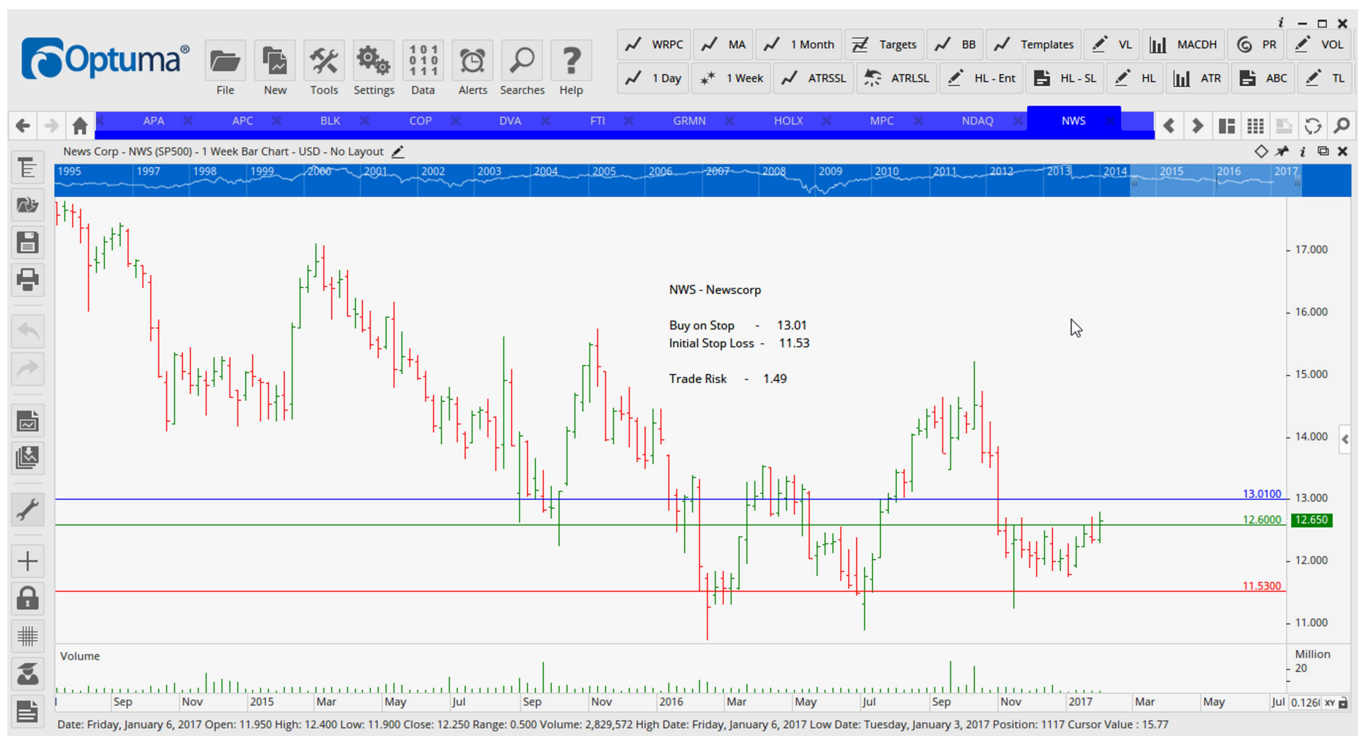 i
Optuma®
101
010
111
File New Tools Settings Data Alerts Searches Help
WRPC MA 1 Month Targets BB Templates VL MACDH PR VOL
1 Day 1 Week ATRSSL ATRLSL HL - Ent HL - SL HL ATR ABC TL
APA APC BLK COP DVA FTI GRMN HOLX MPC NDAQ NWS
News Corp - NWS (SP500) - 1 Week Bar Chart - USD - No Layout
i
1995 1997 1998 1999 2000 2001 2002 2003 2004 2005 2006 2007 2008 2009 2010 2011 2012 2013 2014 2015 2016 2017
17.000
NWS - Newscorp
16.000
Buy on Stop - 13.01
Initial Stop Loss - 11.53
Trade Risk - 1.49
15.000
14.000
13.0100 13.000
12.6000 12.650
12.000
11.5300
11.000
Volume
Million
20
Sep Nov 2015 Mar May Jul Sep Nov 2016 Mar May Jul Sep Nov 2017 Mar May Jul XY
Date: Friday, January 6, 2017 Open: 11.950 High: 12.400 Low: 11.900 Close: 12.250 Range: 0.500 Volume: 2,829,572 High Date: Friday, January 6, 2017 Low Date: Tuesday, January 3, 2017 Position: 1117 Cursor Value : 15.77